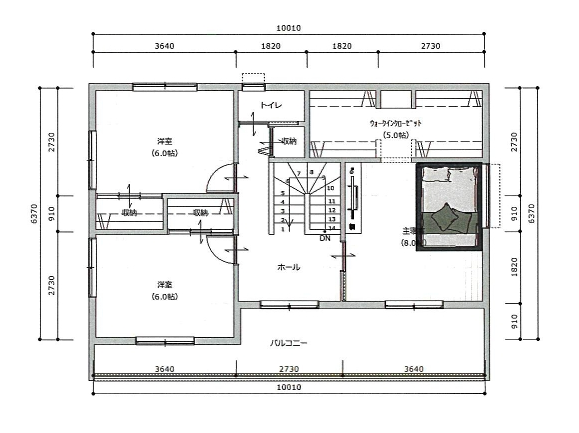 10010
3640 1820 1820 2730
トイレ
洋室
(6.0帖)
収納
ｳｫｰｸｲﾝｸﾛｰｾﾞｯﾄ
(5.0帖)
2730 2730
収納 収納
910 910
6370 6370
7 8
6 9
5 10
4 11
3 12
2 13
1 14
DN
主寝
(8.0帖)
ホール
洋室
(6.0帖)
2730 1820
910
バルコニー
3640 2730 3640
10010